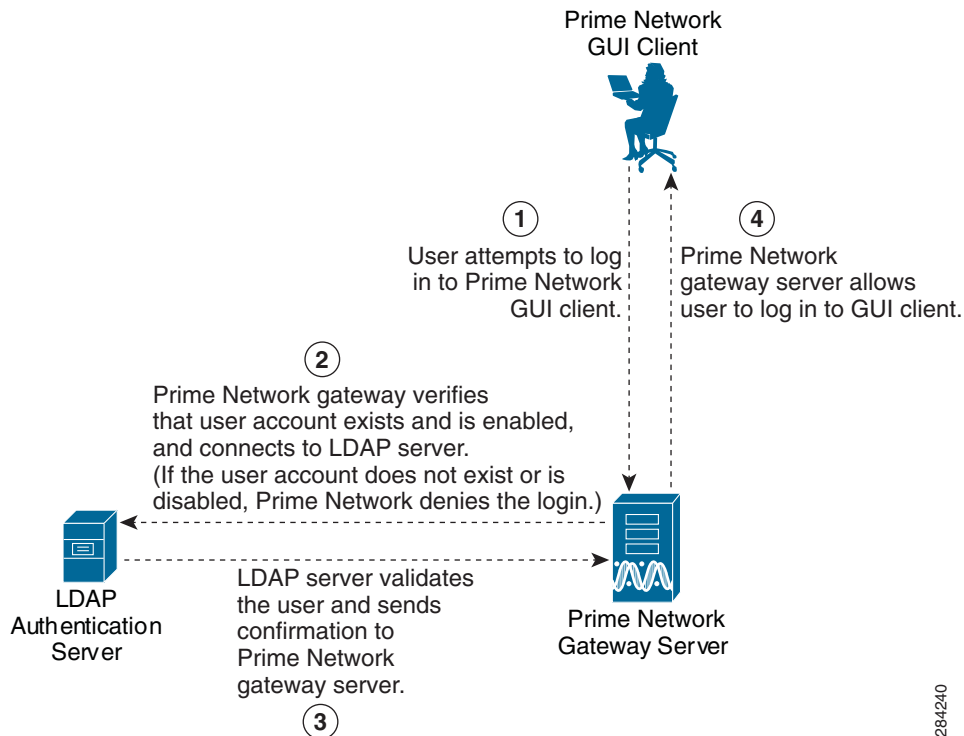 Prime Network
GUI Client
1
User attempts to log
in to Prime Network
GUI client.
4
Prime Network
gateway server allows
user to log in to GUI client.
2
Prime Network gateway verifies
that user account exists and is enabled,
and connects to LDAP server.
(If the user account does not exist or is
disabled, Prime Network denies the login.)
LDAP
Authentication
Server
LDAP server validates
the user and sends
confirmation to
Prime Network
gateway server.
3
Prime Network
Gateway Server
284240